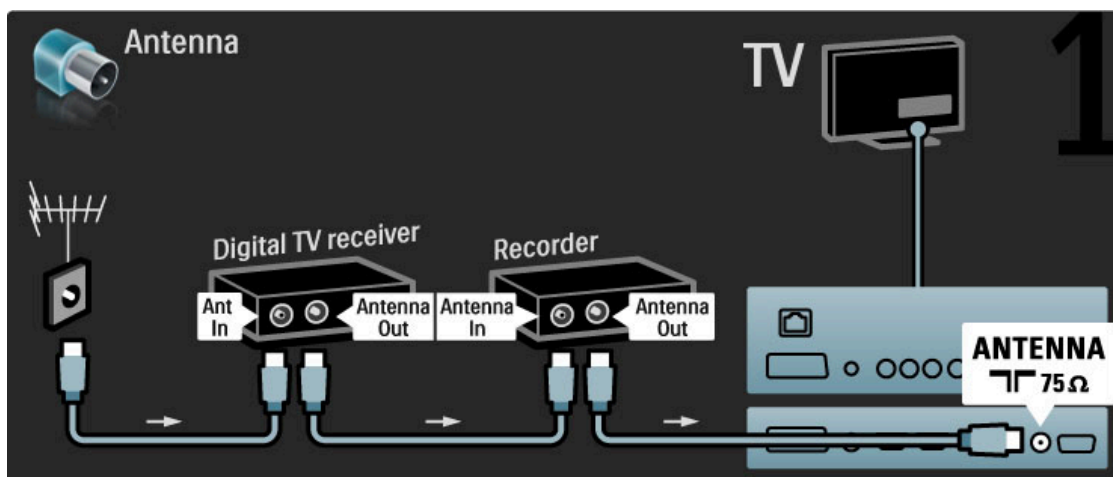 Antenna
TV
1
Digital TV receiver
Recorder
Ant
In
Antenna
Out
Antenna
In
Antenna
Out
ANTENNA
75Ω